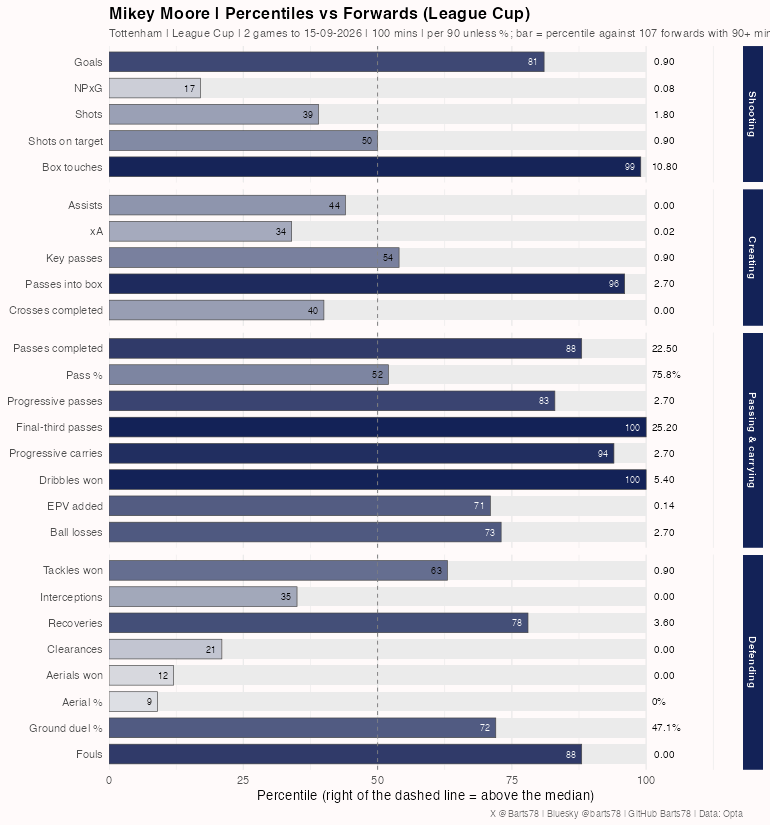 Mikey Moore | Percentiles vs Forwards (League Cup)
Tottenham | League Cup | 2 games to 15-09-2026 | 100 mins | per 90 unless %; bar = percentile against 107 forwards with 90+
Goals 81 0.90
NPxG 17 0.08
Shots 39 1.80
Shots on target 50 0.90
Box touches 99 10.80
Shooting
Assists 44 0.00
xA 34 0.02
Key passes 54 0.90
Passes into box 96 2.70
Crosses completed 40 0.00
Creating
Passes completed 88 22.50
Pass % 52 75.8%
Progressive passes 83 2.70
Final-third passes 100 25.20
Progressive carries 94 2.70
Dribbles won 100 5.40
EPV added 71 0.14
Ball losses 73 2.70
Passing & carrying
Tackles won 63 0.90
Interceptions 35 0.00
Recoveries 78 3.60
Clearances 21 0.00
Aerials won 12 0.00
Aerial % 9 0%
Ground duel % 72 47.1%
Fouls 88 0.00
Defending
0 25 50 75 100
Percentile (right of the dashed line = above the median)
X @Barts78 | Bluesky @barts78 | GitHub Barts78 | Data: Opta